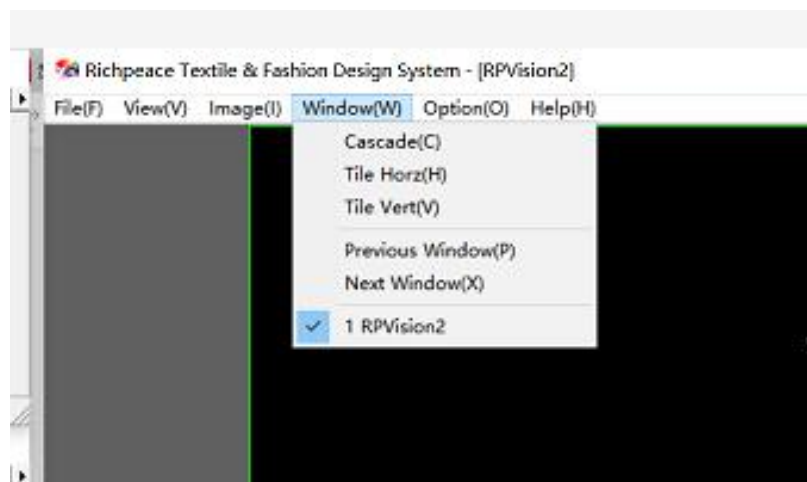 Richpeace Textile & Fashion Design System - [RPVision2]
File(F) View(V) Image(I) Window(W) Option(O) Help(H)
Cascade(C)
Tile Horz(H)
Tile Vert(V)
Previous Window(P)
Next Window(X)
1 RPVision2